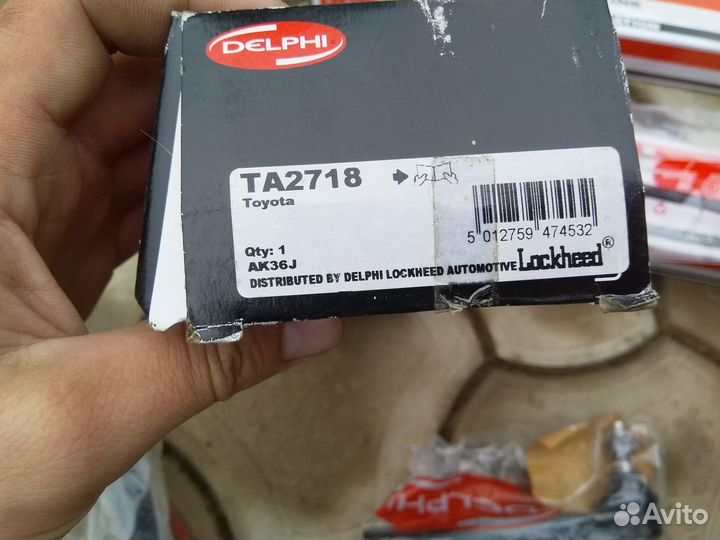 DELPHI
TA2718
Toyota
5 012759 474532
Qty: 1
AK36J
DISTRIBUTED BY DELPHI LOCKHEED AUTOMOTIVE Lockheed®
DELPHI
Avito